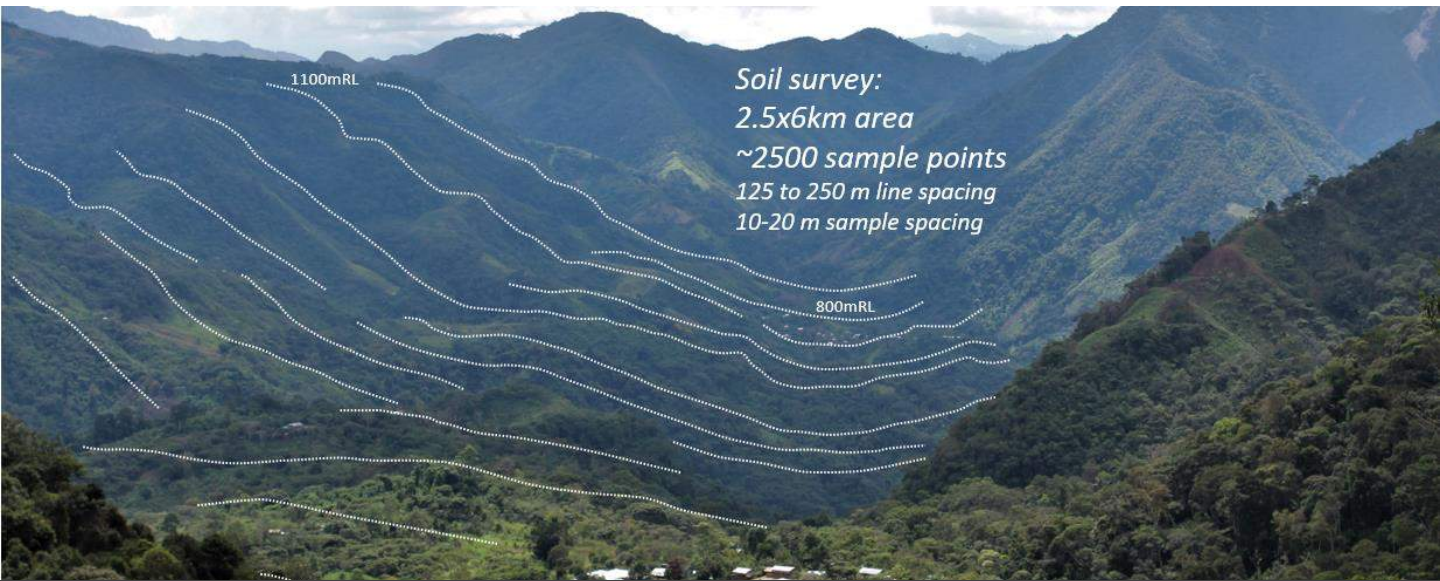 1100mRL
Soil survey:
2.5x6km area
~2500 sample points
125 to 250 m line spacing
10-20 m sample spacing
800mRL